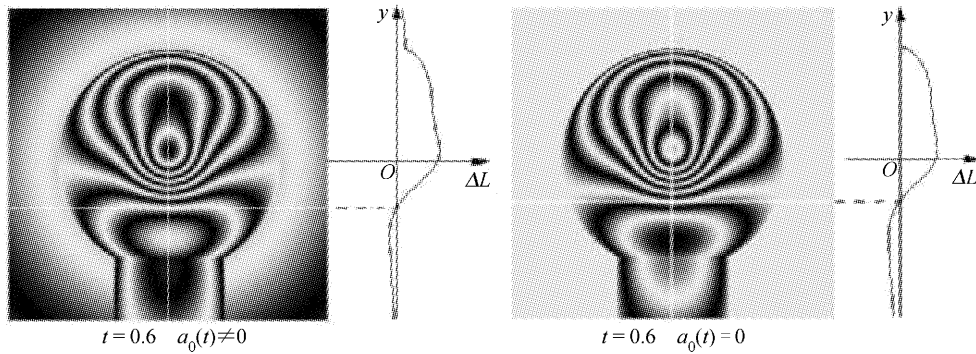 y
O
ΔL
t = 0.6 a₀(t) ≠ 0
y
O
ΔL
t = 0.6 a₀(t) = 0